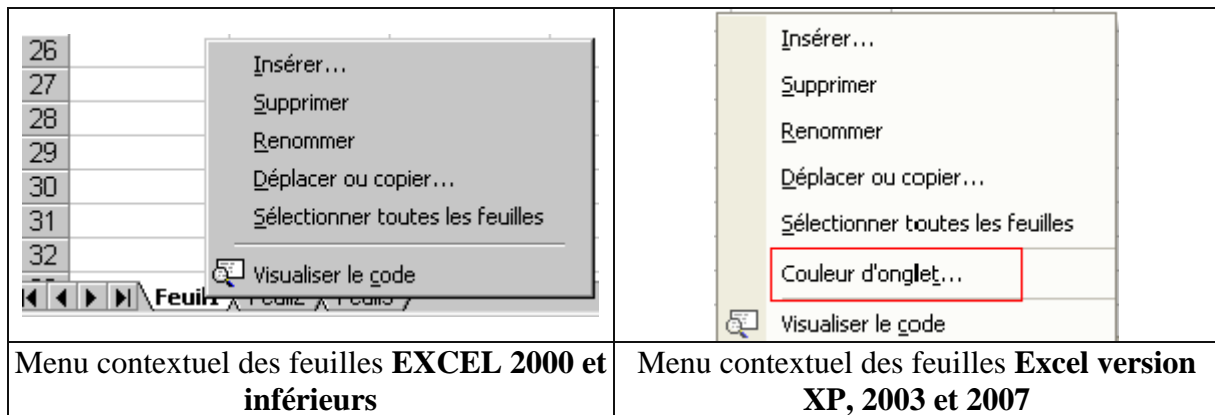 26
27
28
29
30
31
32
Insérer...
Supprimer
Renommer
Déplacer ou copier...
Sélectionner toutes les feuilles
Visualiser le code
Feuil1
Menu contextuel des feuilles EXCEL 2000 et
inférieurs
Insérer...
Supprimer
Renommer
Déplacer ou copier...
Sélectionner toutes les feuilles
Couleur d'onglet...
Visualiser le code
Menu contextuel des feuilles Excel version
XP, 2003 et 2007